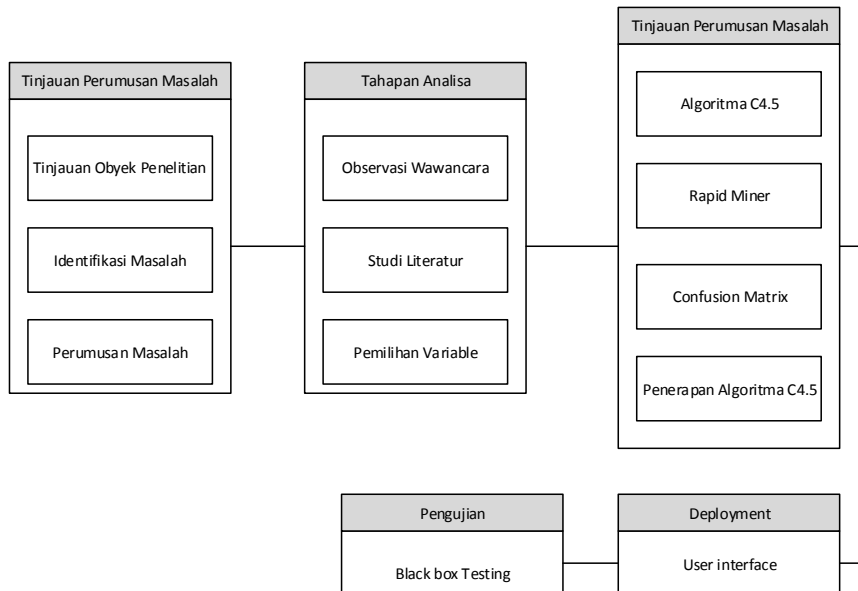 Tinjauan Perumusan Masalah
Tinjauan Obyek Penelitian
Identifikasi Masalah
Perumusan Masalah
Tahapan Analisa
Observasi Wawancara
Studi Literatur
Pemilihan Variable
Tinjauan Perumusan Masalah
Algoritma C4.5
Rapid Miner
Confusion Matrix
Penerapan Algoritma C4.5
Pengujian
Black box Testing
Deployment
User interface